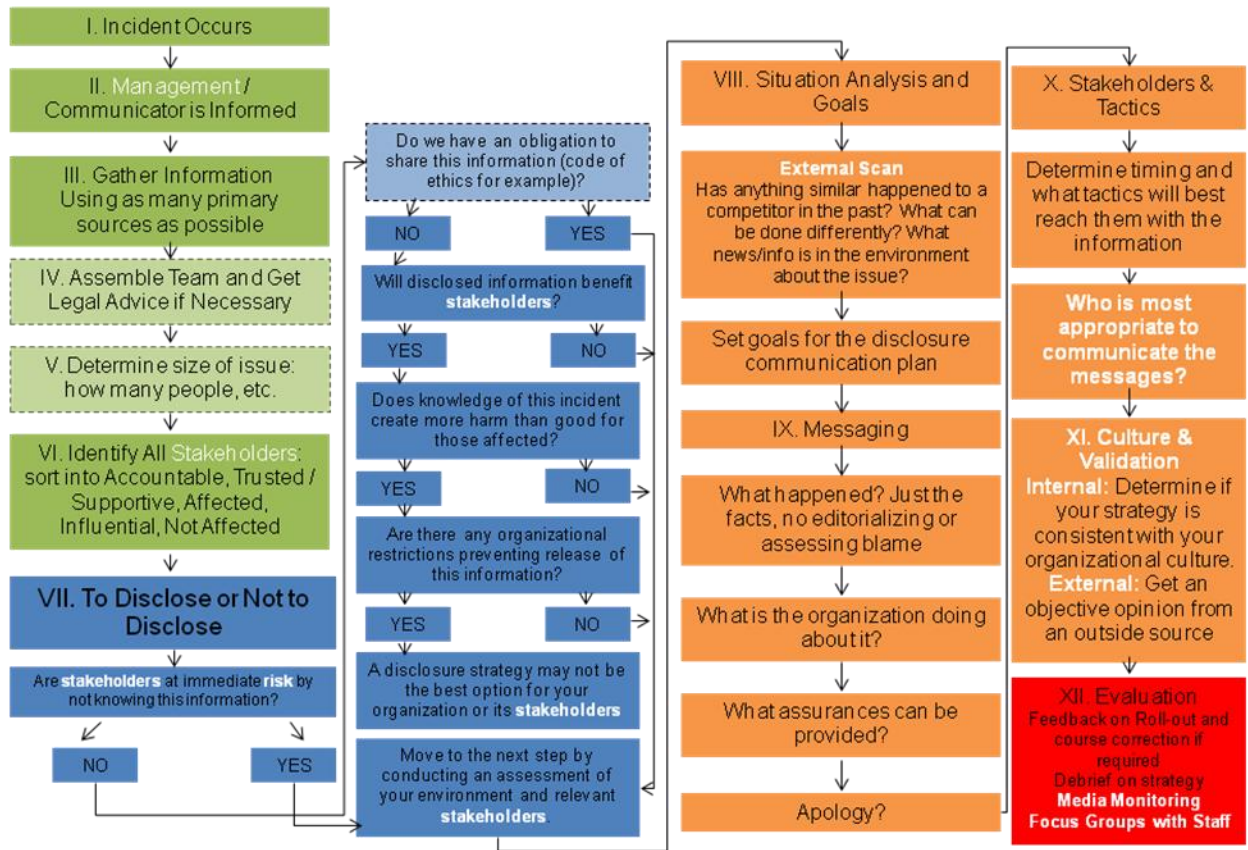 I. Incident Occurs
II. Management /
Communicator is Informed
III. Gather Information
Using as many primary
sources as possible
IV. Assemble Team and Get
Legal Advice if Necessary
V. Determine size of issue:
how many people, etc.
VI. Identify All Stakeholders:
sort into Accountable, Trusted /
Supportive, Affected,
Influential, Not Affected
VII. To Disclose or Not to
Disclose
Are stakeholders at immediate risk by
not knowing this information?
NO
YES
Do we have an obligation to
share this information (code of
ethics for example)?
NO
YES
Will disclosed information benefit
stakeholders?
YES
NO
Does knowledge of this incident
create more harm than good for
those affected?
YES
NO
Are there any organizational
restrictions preventing release of
this information?
YES
NO
A disclosure strategy may not be
the best option for your
organization or its stakeholders
Move to the next step by
conducting an assessment of
your environment and relevant
stakeholders.
VIII. Situation Analysis and
Goals
External Scan
Has anything similar happened to a
competitor in the past? What can
be done differently? What
news/info is in the environment
about the issue?
Set goals for the disclosure
communication plan
IX. Messaging
What happened? Just the
facts, no editorializing or
assessing blame
What is the organization doing
about it?
What assurances can be
provided?
Apology?
X. Stakeholders &
Tactics
Determine timing and
what tactics will best
reach them with the
information
Who is most
appropriate to
communicate the
messages?
XI. Culture &
Validation
Internal: Determine if
your strategy is
consistent with your
organizational culture.
External: Get an
objective opinion from
an outside source
XII. Evaluation
Feedback on Roll-out and
course correction if
required
Debrief on strategy
Media Monitoring
Focus Groups with Staff